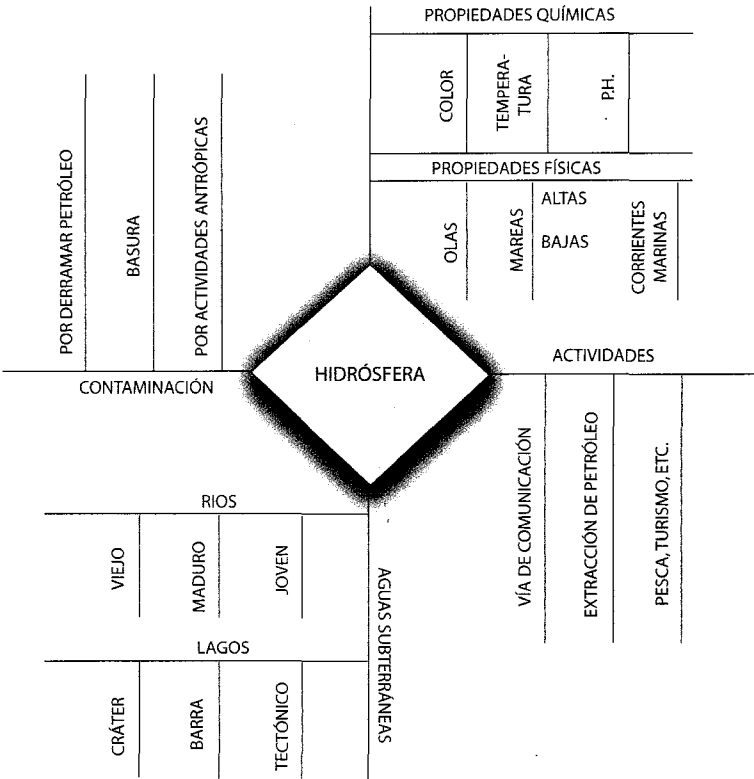 PROPIEDADES QUÍMICAS
COLOR
TEMPERA-
TURA
P.H.
PROPIEDADES FÍSICAS
OLAS
MAREAS
ALTAS
BAJAS
CORRIENTES
MARINAS
POR DERRAMAR PETRÓLEO
BASURA
POR ACTIVIDADES ANTRÓPICAS
CONTAMINACIÓN
HIDRÓSFERA
ACTIVIDADES
VÍA DE COMUNICACIÓN
EXTRACCIÓN DE PETRÓLEO
PESCA, TURISMO, ETC.
RIOS
VIEJO
MADURO
JOVEN
AGUAS SUBTERRÁNEAS
LAGOS
CRÁTER
BARRA
TECTÓNICO